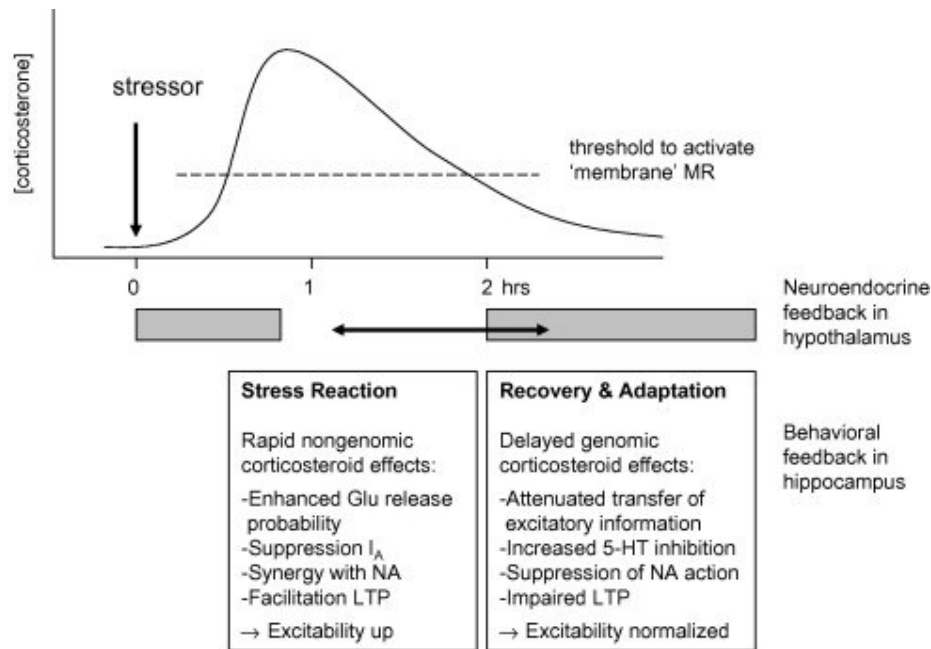 [corticosterone]
stressor
threshold to activate
'membrane' MR
0
1
2 hrs
Neuroendocrine
feedback in
hypothalamus
Stress Reaction
Rapid nongenomic
corticosteroid effects:
-Enhanced Glu release
probability
-Suppression I_A
-Synergy with NA
-Facilitation LTP
→ Excitability up
Recovery & Adaptation
Delayed genomic
corticosteroid effects:
-Attenuated transfer of
excitatory information
-Increased 5-HT inhibition
-Suppression of NA action
-Impaired LTP
→ Excitability normalized
Behavioral
feedback in
hippocampus